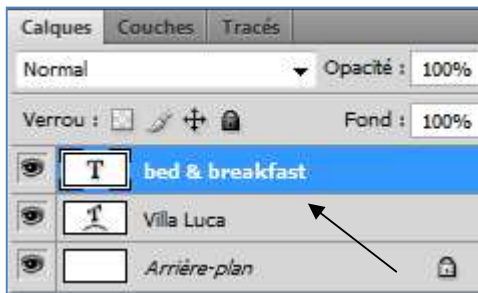 Calques Couches Tracés
Normal Opacité : 100%
Verrou : Fond : 100%
T bed & breakfast
T Villa Luca
Arrière-plan